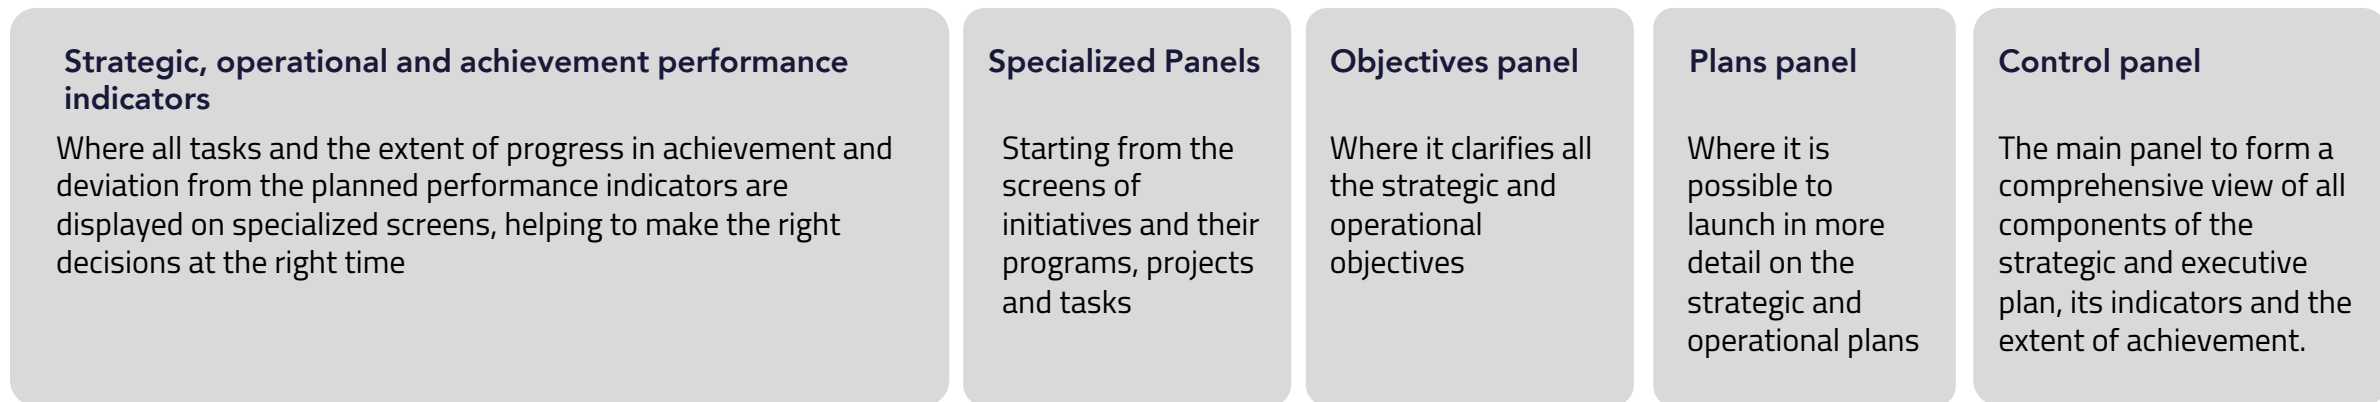 Strategic, operational and achievement performance
indicators
Where all tasks and the extent of progress in achievement and
deviation from the planned performance indicators are
displayed on specialized screens, helping to make the right
decisions at the right time
Specialized Panels
Starting from the
screens of
initiatives and their
programs, projects
and tasks
Objectives panel
Where it clarifies all
the strategic and
operational
objectives
Plans panel
Where it is
possible to
launch in more
detail on the
strategic and
operational plans
Control panel
The main panel to form a
comprehensive view of all
components of the
strategic and executive
plan, its indicators and the
extent of achievement.